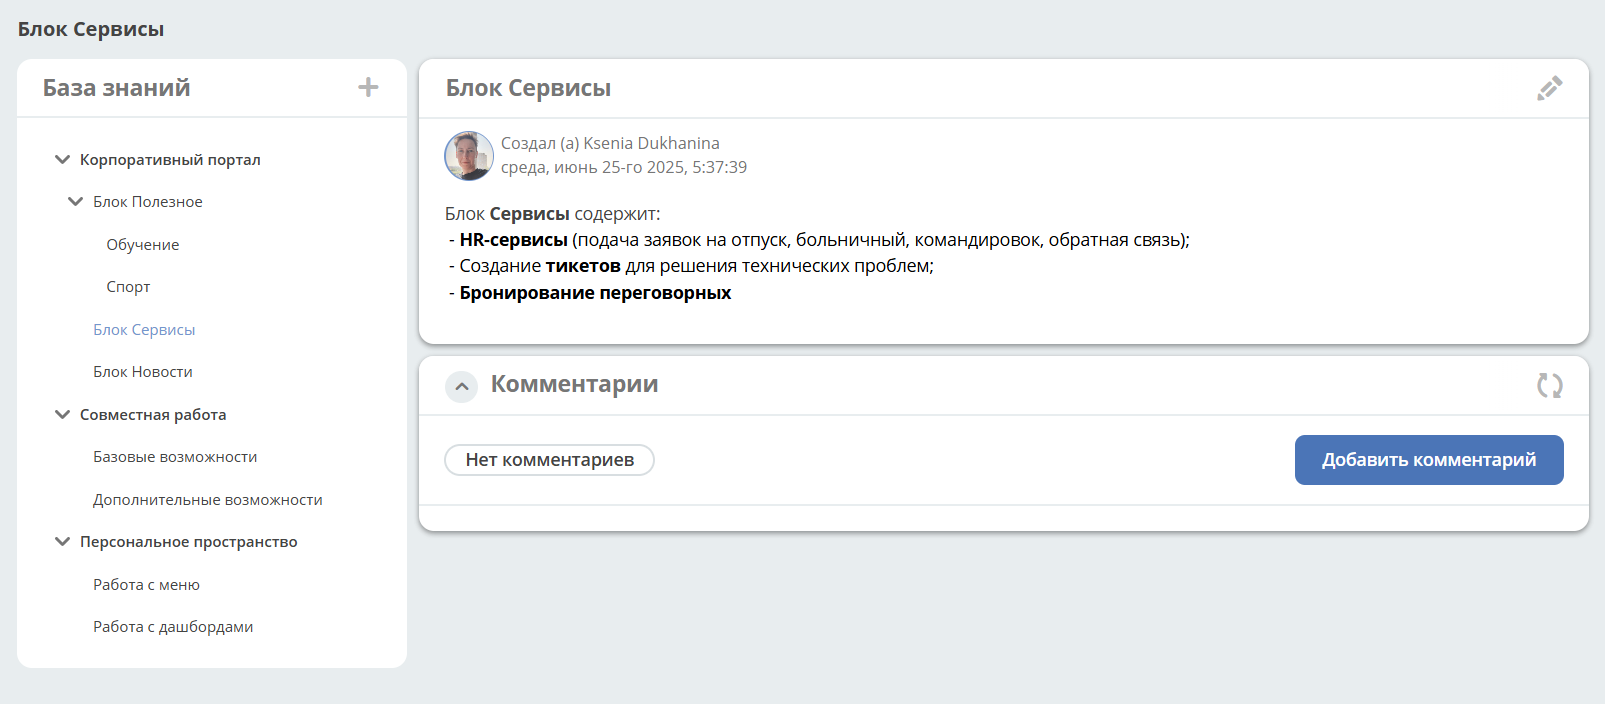 Блок Сервисы
База знаний
Корпоративный портал
Блок Полезное
Обучение
Спорт
Блок Сервисы
Блок Новости
Совместная работа
Базовые возможности
Дополнительные возможности
Персональное пространство
Работа с меню
Работа с дашбордами
Блок Сервисы
Создал (а) Ksenia Dukhanina
среда, июнь 25-го 2025, 5:37:39
Блок Сервисы содержит:
- HR-сервисы (подача заявок на отпуск, больничный, командировок, обратная связь);
- Создание тикетов для решения технических проблем;
- Бронирование переговорных
Комментарии
Нет комментариев
Добавить комментарий